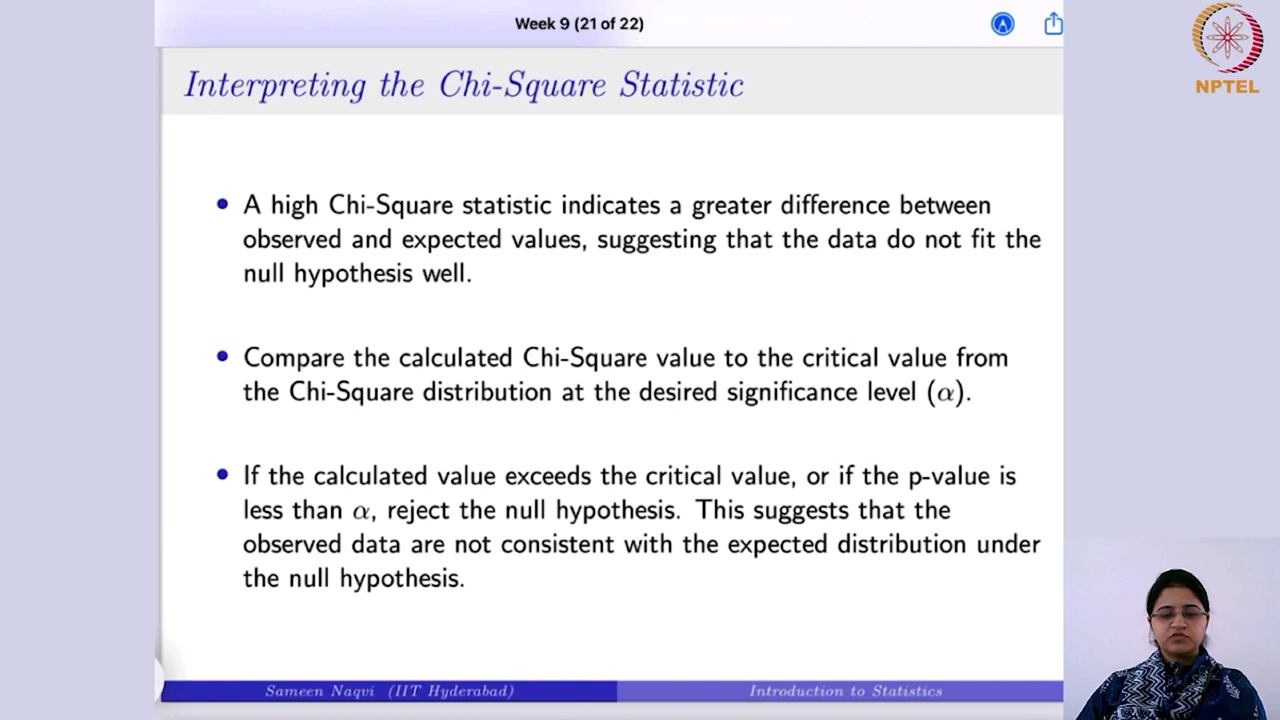 Week 9 (21 of 22)
NPTEL
Interpreting the Chi-Square Statistic
• A high Chi-Square statistic indicates a greater difference between
observed and expected values, suggesting that the data do not fit the
null hypothesis well.
• Compare the calculated Chi-Square value to the critical value from
the Chi-Square distribution at the desired significance level (α).
• If the calculated value exceeds the critical value, or if the p-value is
less than α, reject the null hypothesis. This suggests that the
observed data are not consistent with the expected distribution under
the null hypothesis.
Sameen Naqvi (IIT Hyderabad)
Introduction to Statistics